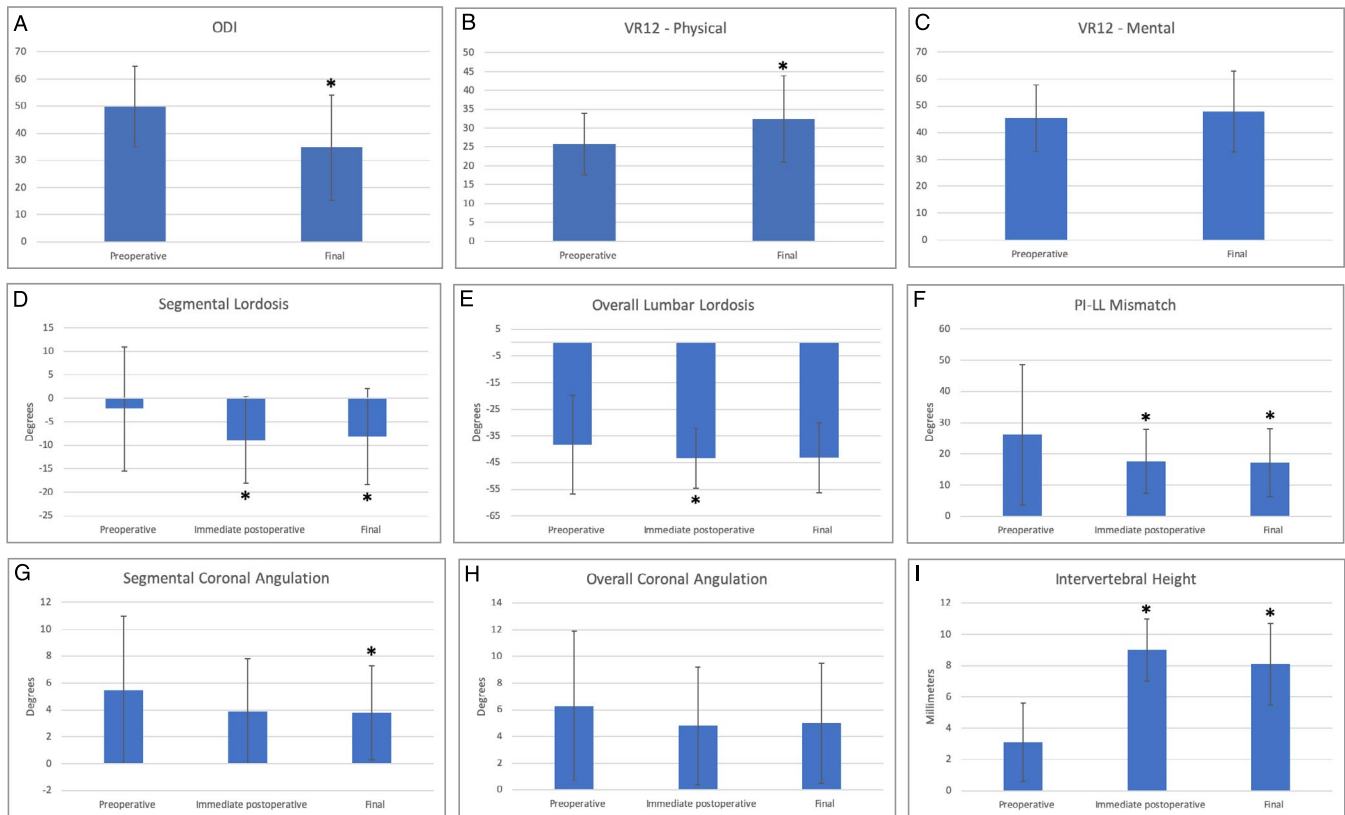 A
ODI
70
60
50
40
30
20
10
0
*
Preoperative Final
B
VR12 - Physical
50
45
40
35
30
25
20
15
10
5
0
*
Preoperative Final
C
VR12 - Mental
70
60
50
40
30
20
10
0
Preoperative Final
D
Segmental Lordosis
Degrees
15
10
5
0
-5
-10
-15
-20
-25
* *
Preoperative Immediate postoperative Final
E
Overall Lumbar Lordosis
Degrees
5
-5
-15
-25
-35
-45
-55
-65
*
Preoperative Immediate postoperative Final
F
PI-LL Mismatch
Degrees
60
50
40
30
20
10
0
* *
Preoperative Immediate postoperative Final
G
Segmental Coronal Angulation
Degrees
12
10
8
6
4
2
0
-2
*
Preoperative Immediate postoperative Final
H
Overall Coronal Angulation
Degrees
14
12
10
8
6
4
2
0
Preoperative Immediate postoperative Final
I
Intervertebral Height
Millimeters
12
10
8
6
4
2
0
* *
Preoperative Immediate postoperative Final